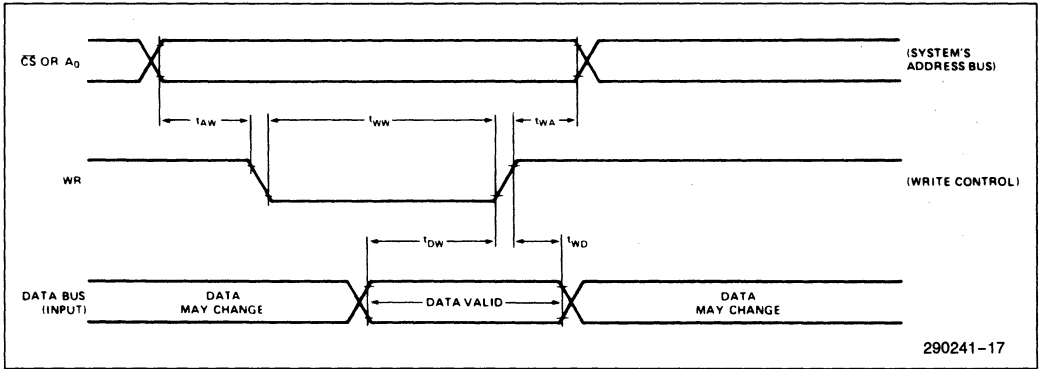 C̅S̅ OR A₀
(SYSTEM'S
ADDRESS BUS)
tAW
tWW
tWA
WR
(WRITE CONTROL)
tDW
tWD
DATA BUS
(INPUT)
DATA
MAY CHANGE
DATA VALID
DATA
MAY CHANGE
290241–17